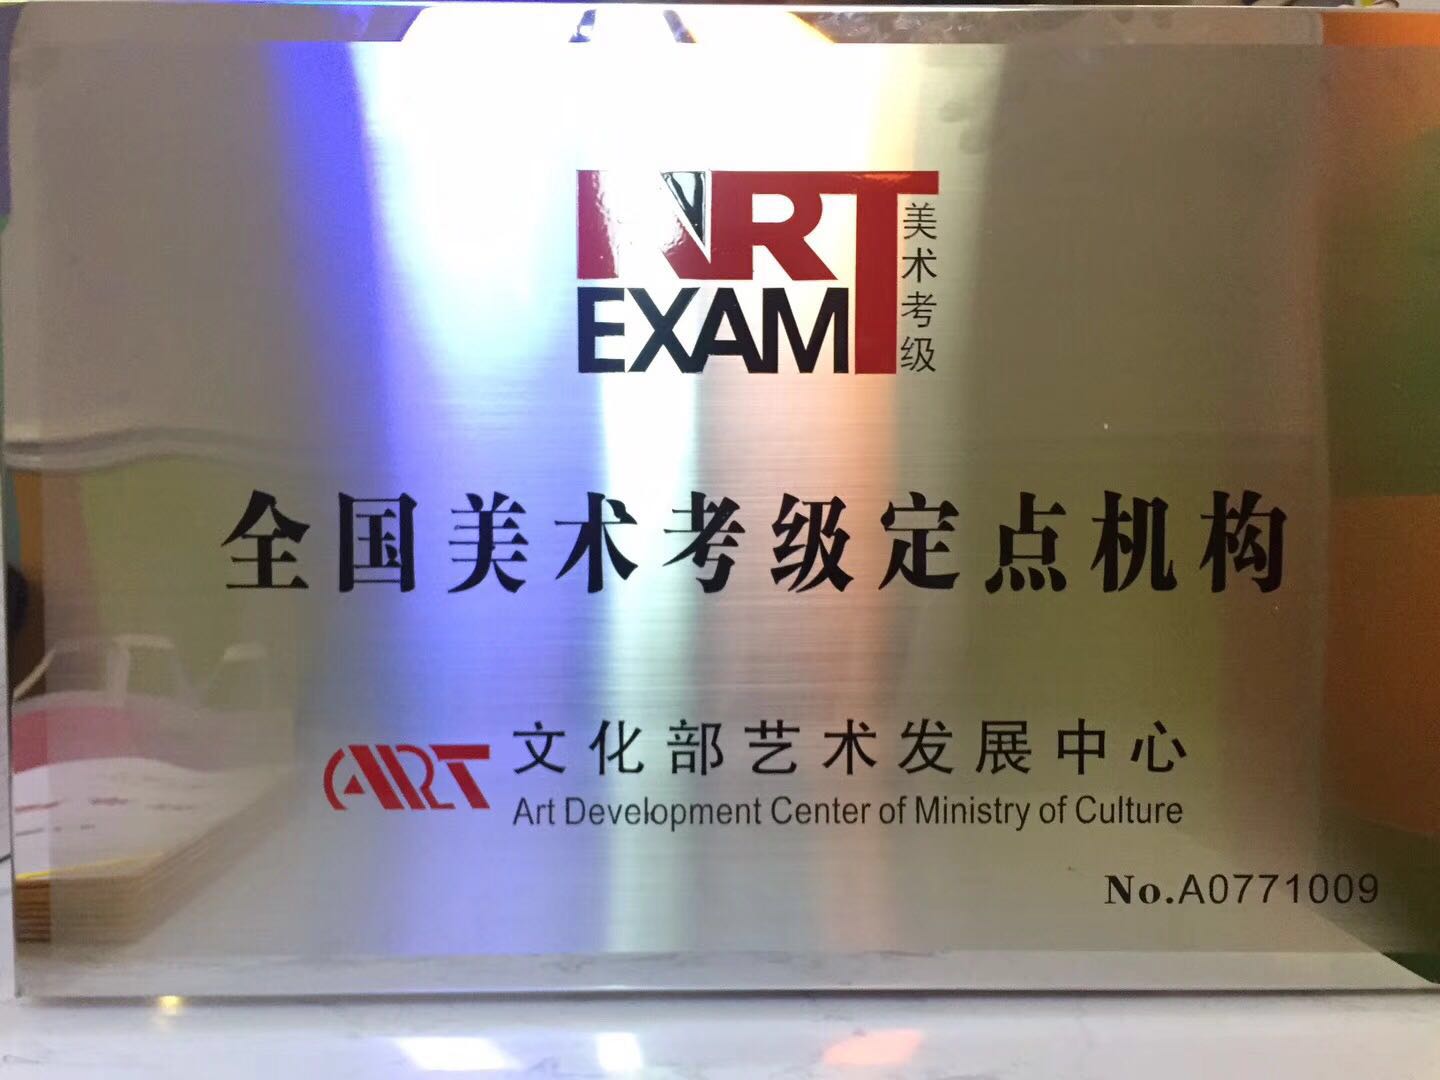 ART
EXAM
美术考级
全国美术考级定点机构
ART
文化部艺术发展中心
Art Development Center of Ministry of Culture
No.A0771009